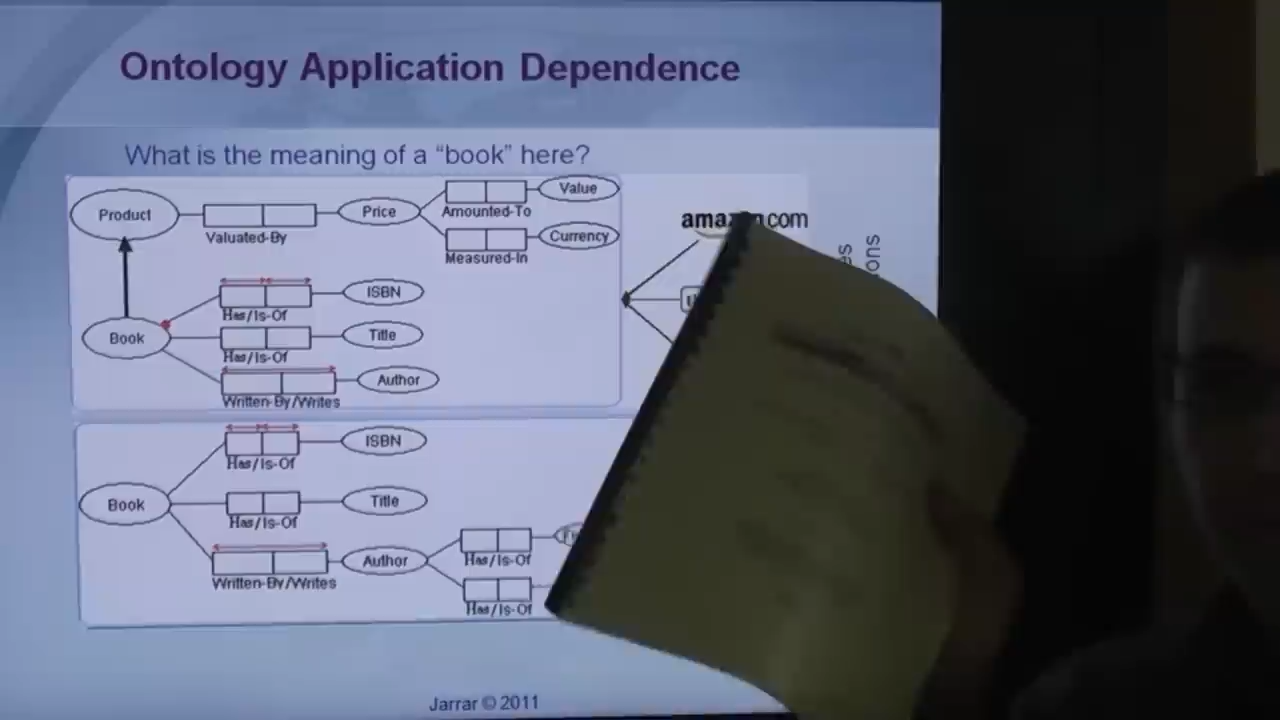 Ontology Application Dependence
What is the meaning of a “book” here?
Product
Valuated-By
Price
Amounted-To
Value
Measured-In
Currency
Book
Has/Is-Of
ISBN
Has/Is-Of
Title
Written-By/Writes
Author
com
Book
Has/Is-Of
ISBN
Has/Is-Of
Title
Written-By/Writes
Author
Has/Is-Of
Has/Is-Of
Jarrar © 2011